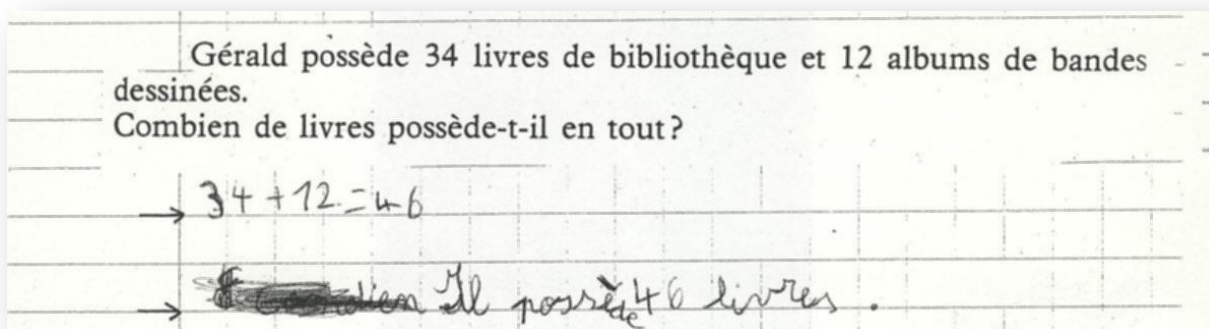 Gérald possède 34 livres de bibliothèque et 12 albums de bandes
dessinées.
Combien de livres possède-t-il en tout ?
→ 34 + 12 = 46
→ Il possède 46 livres.